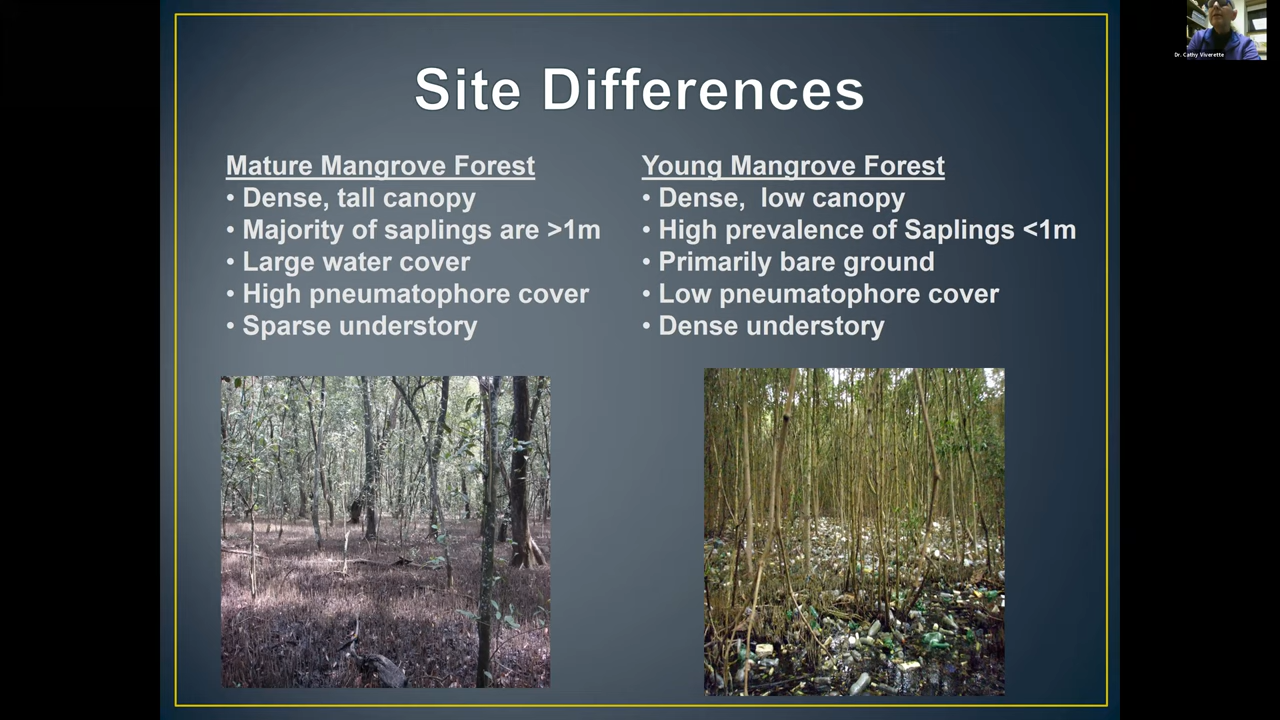 Site Differences
Mature Mangrove Forest
• Dense, tall canopy
• Majority of saplings are >1m
• Large water cover
• High pneumatophore cover
• Sparse understory
Young Mangrove Forest
• Dense,  low canopy
• High prevalence of Saplings <1m
• Primarily bare ground
• Low pneumatophore cover
• Dense understory
Dr. Cathy Viverette